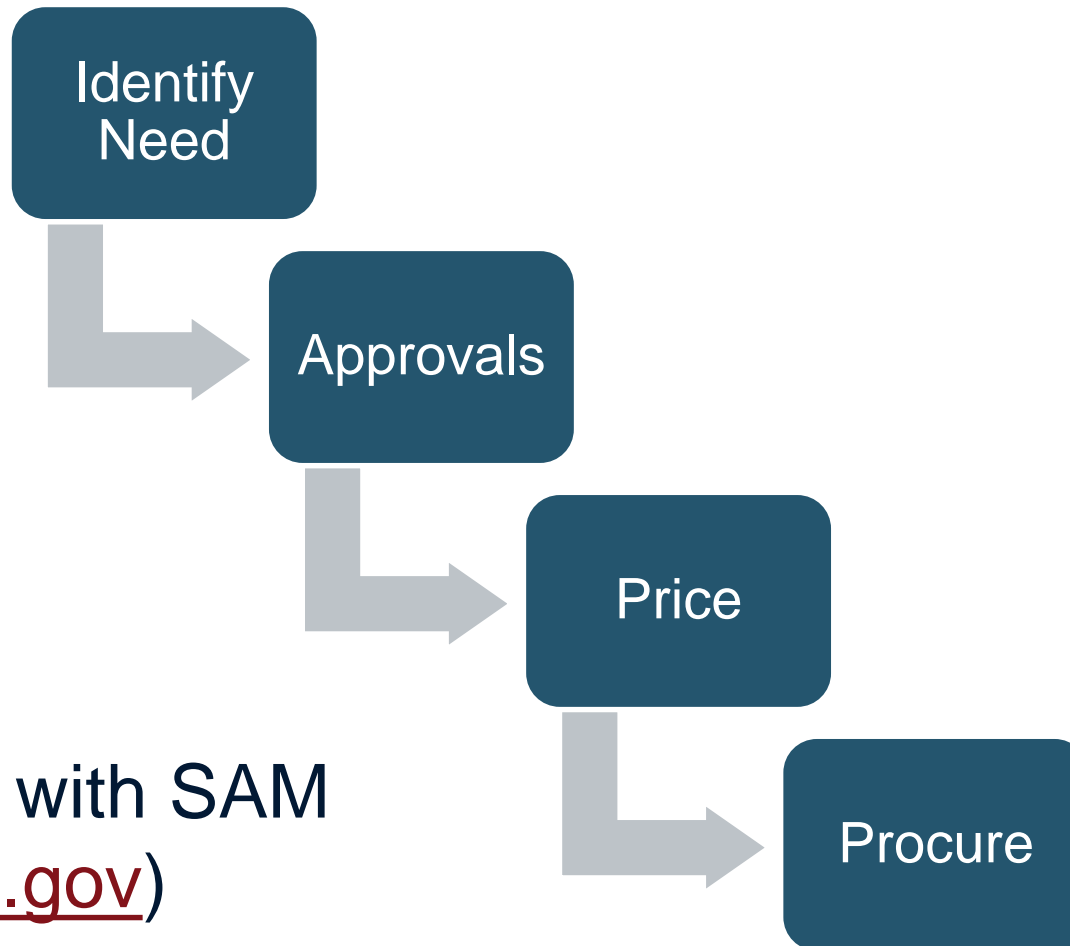 Identify
Need
Approvals
Price
with SAM
.gov)
Procure